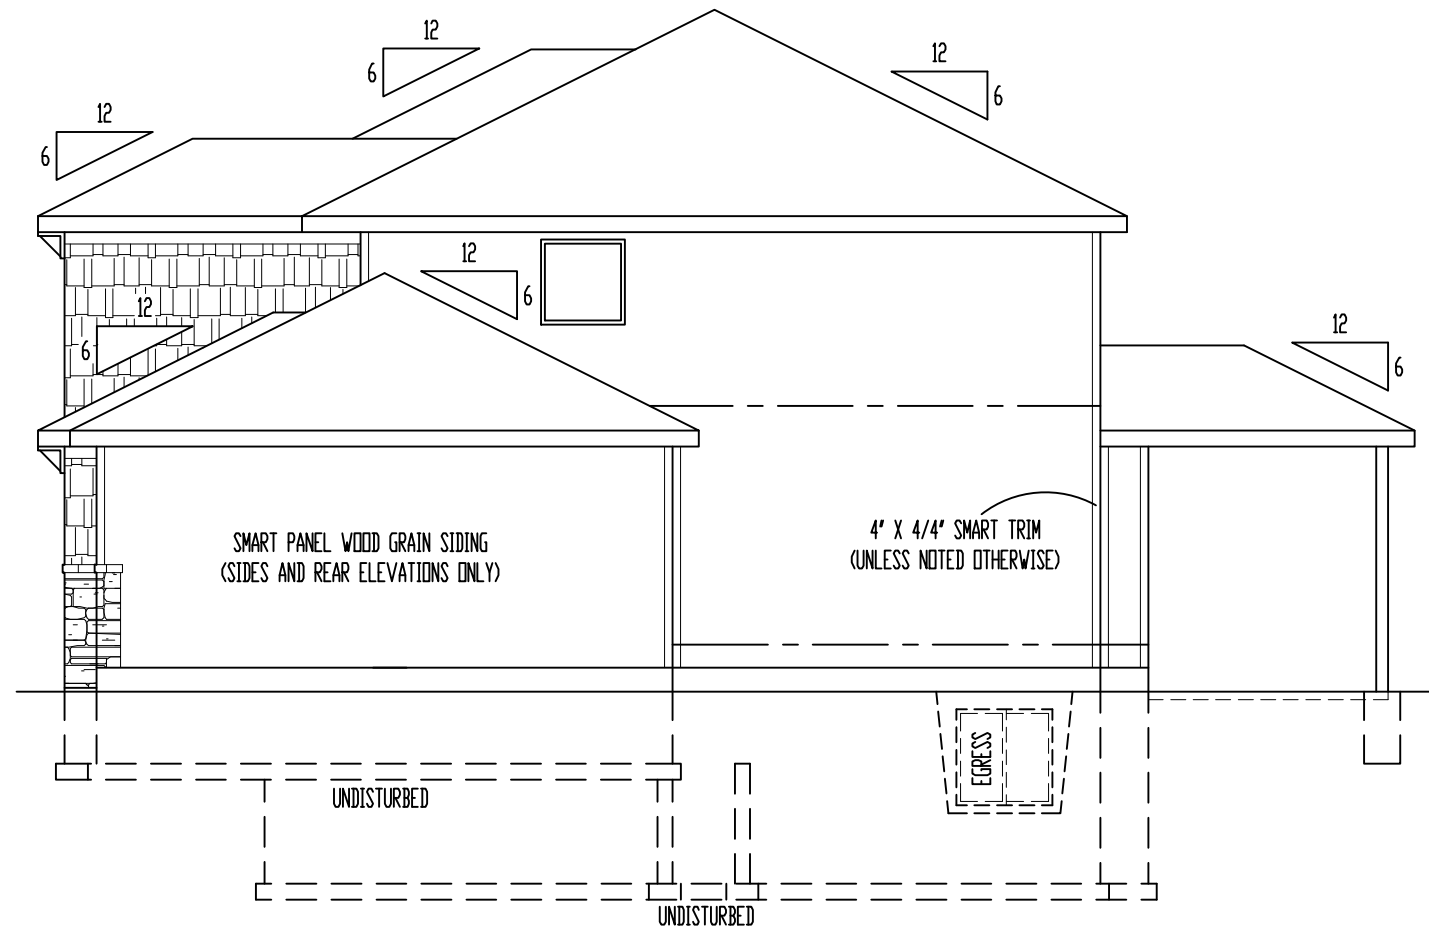 12
6
12
6
12
6
12
6
12
6
12
6
SMART PANEL WOOD GRAIN SIDING
(SIDES AND REAR ELEVATIONS ONLY)
4" X 4/4" SMART TRIM
(UNLESS NOTED OTHERWISE)
EGRESS
UNDISTURBED
UNDISTURBED